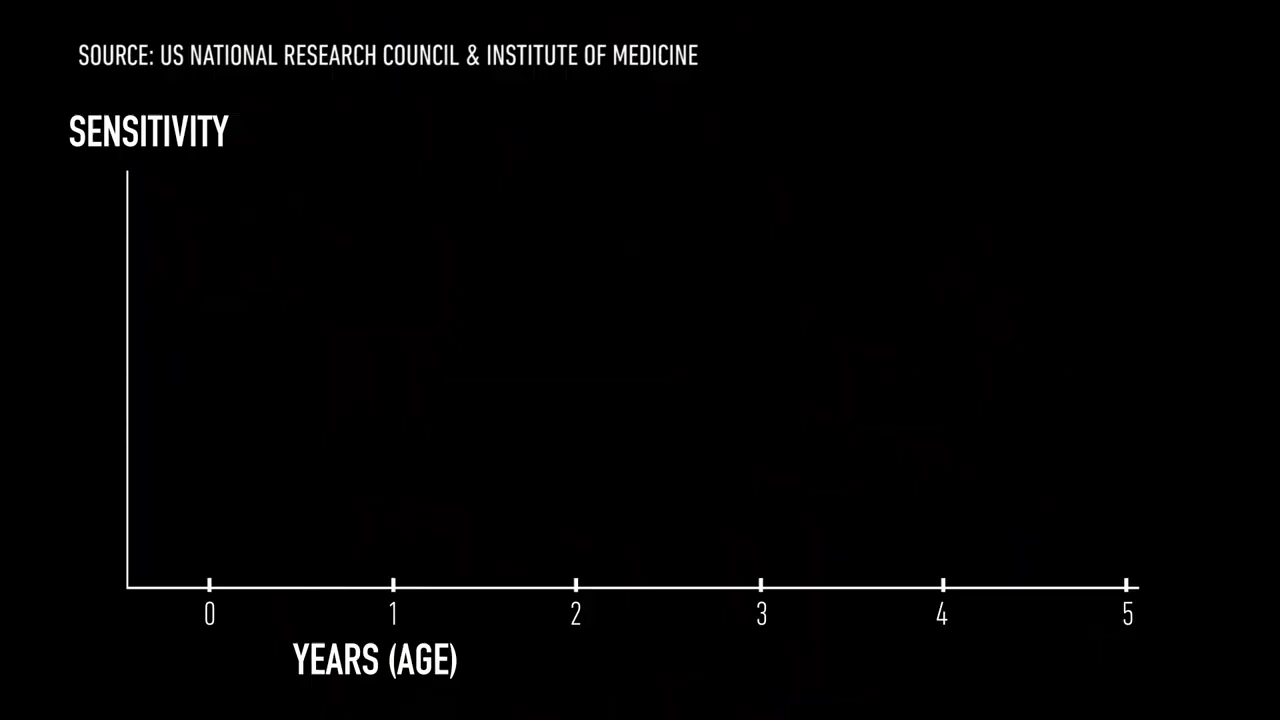 SOURCE: US NATIONAL RESEARCH COUNCIL & INSTITUTE OF MEDICINE
SENSITIVITY
0 1 2 3 4 5
YEARS (AGE)